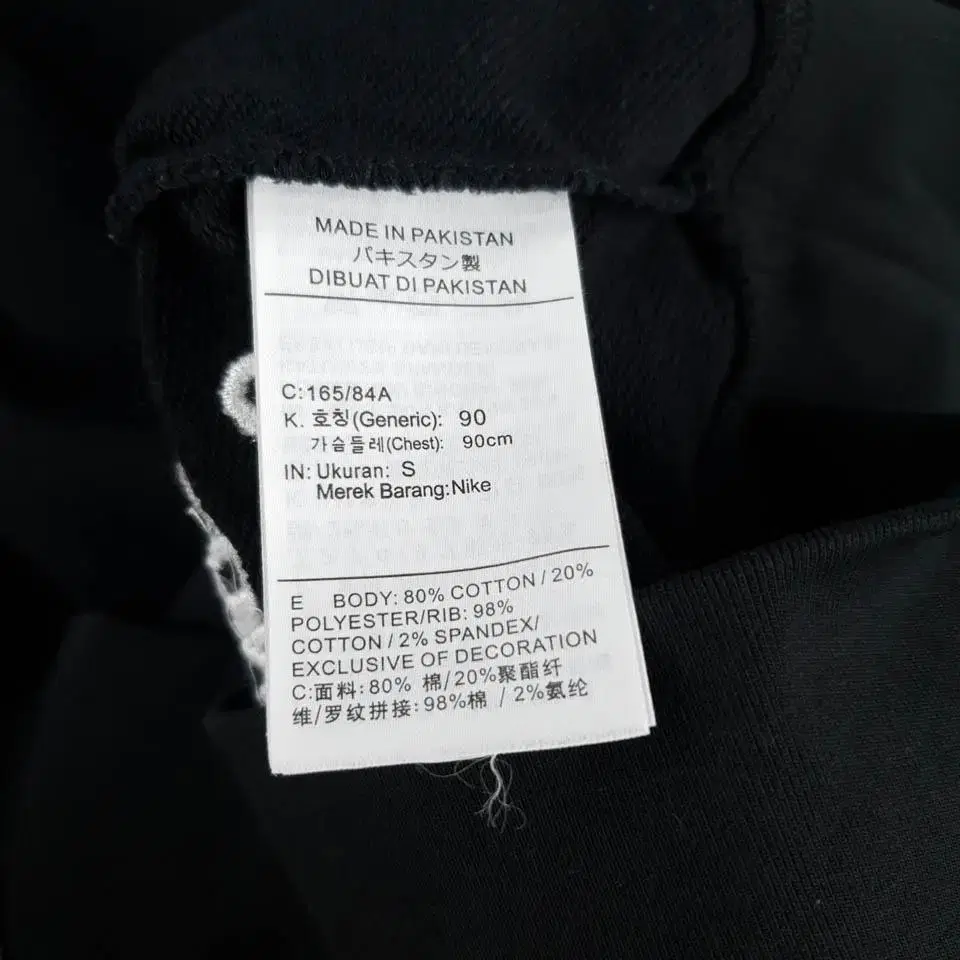 MADE IN PAKISTAN
パキスタン製
DIBUAT DI PAKISTAN
C:165/84A
K. 호칭(Generic): 90
가슴들레(Chest): 90cm
IN: Ukuran: S
Merek Barang:Nike
E BODY: 80% COTTON / 20%
POLYESTER/RIB: 98%
COTTON / 2% SPANDEX/
EXCLUSIVE OF DECORATION
C:面料: 80% 棉/20%聚酯纤
维/罗纹拼接: 98%棉 / 2%氨纶